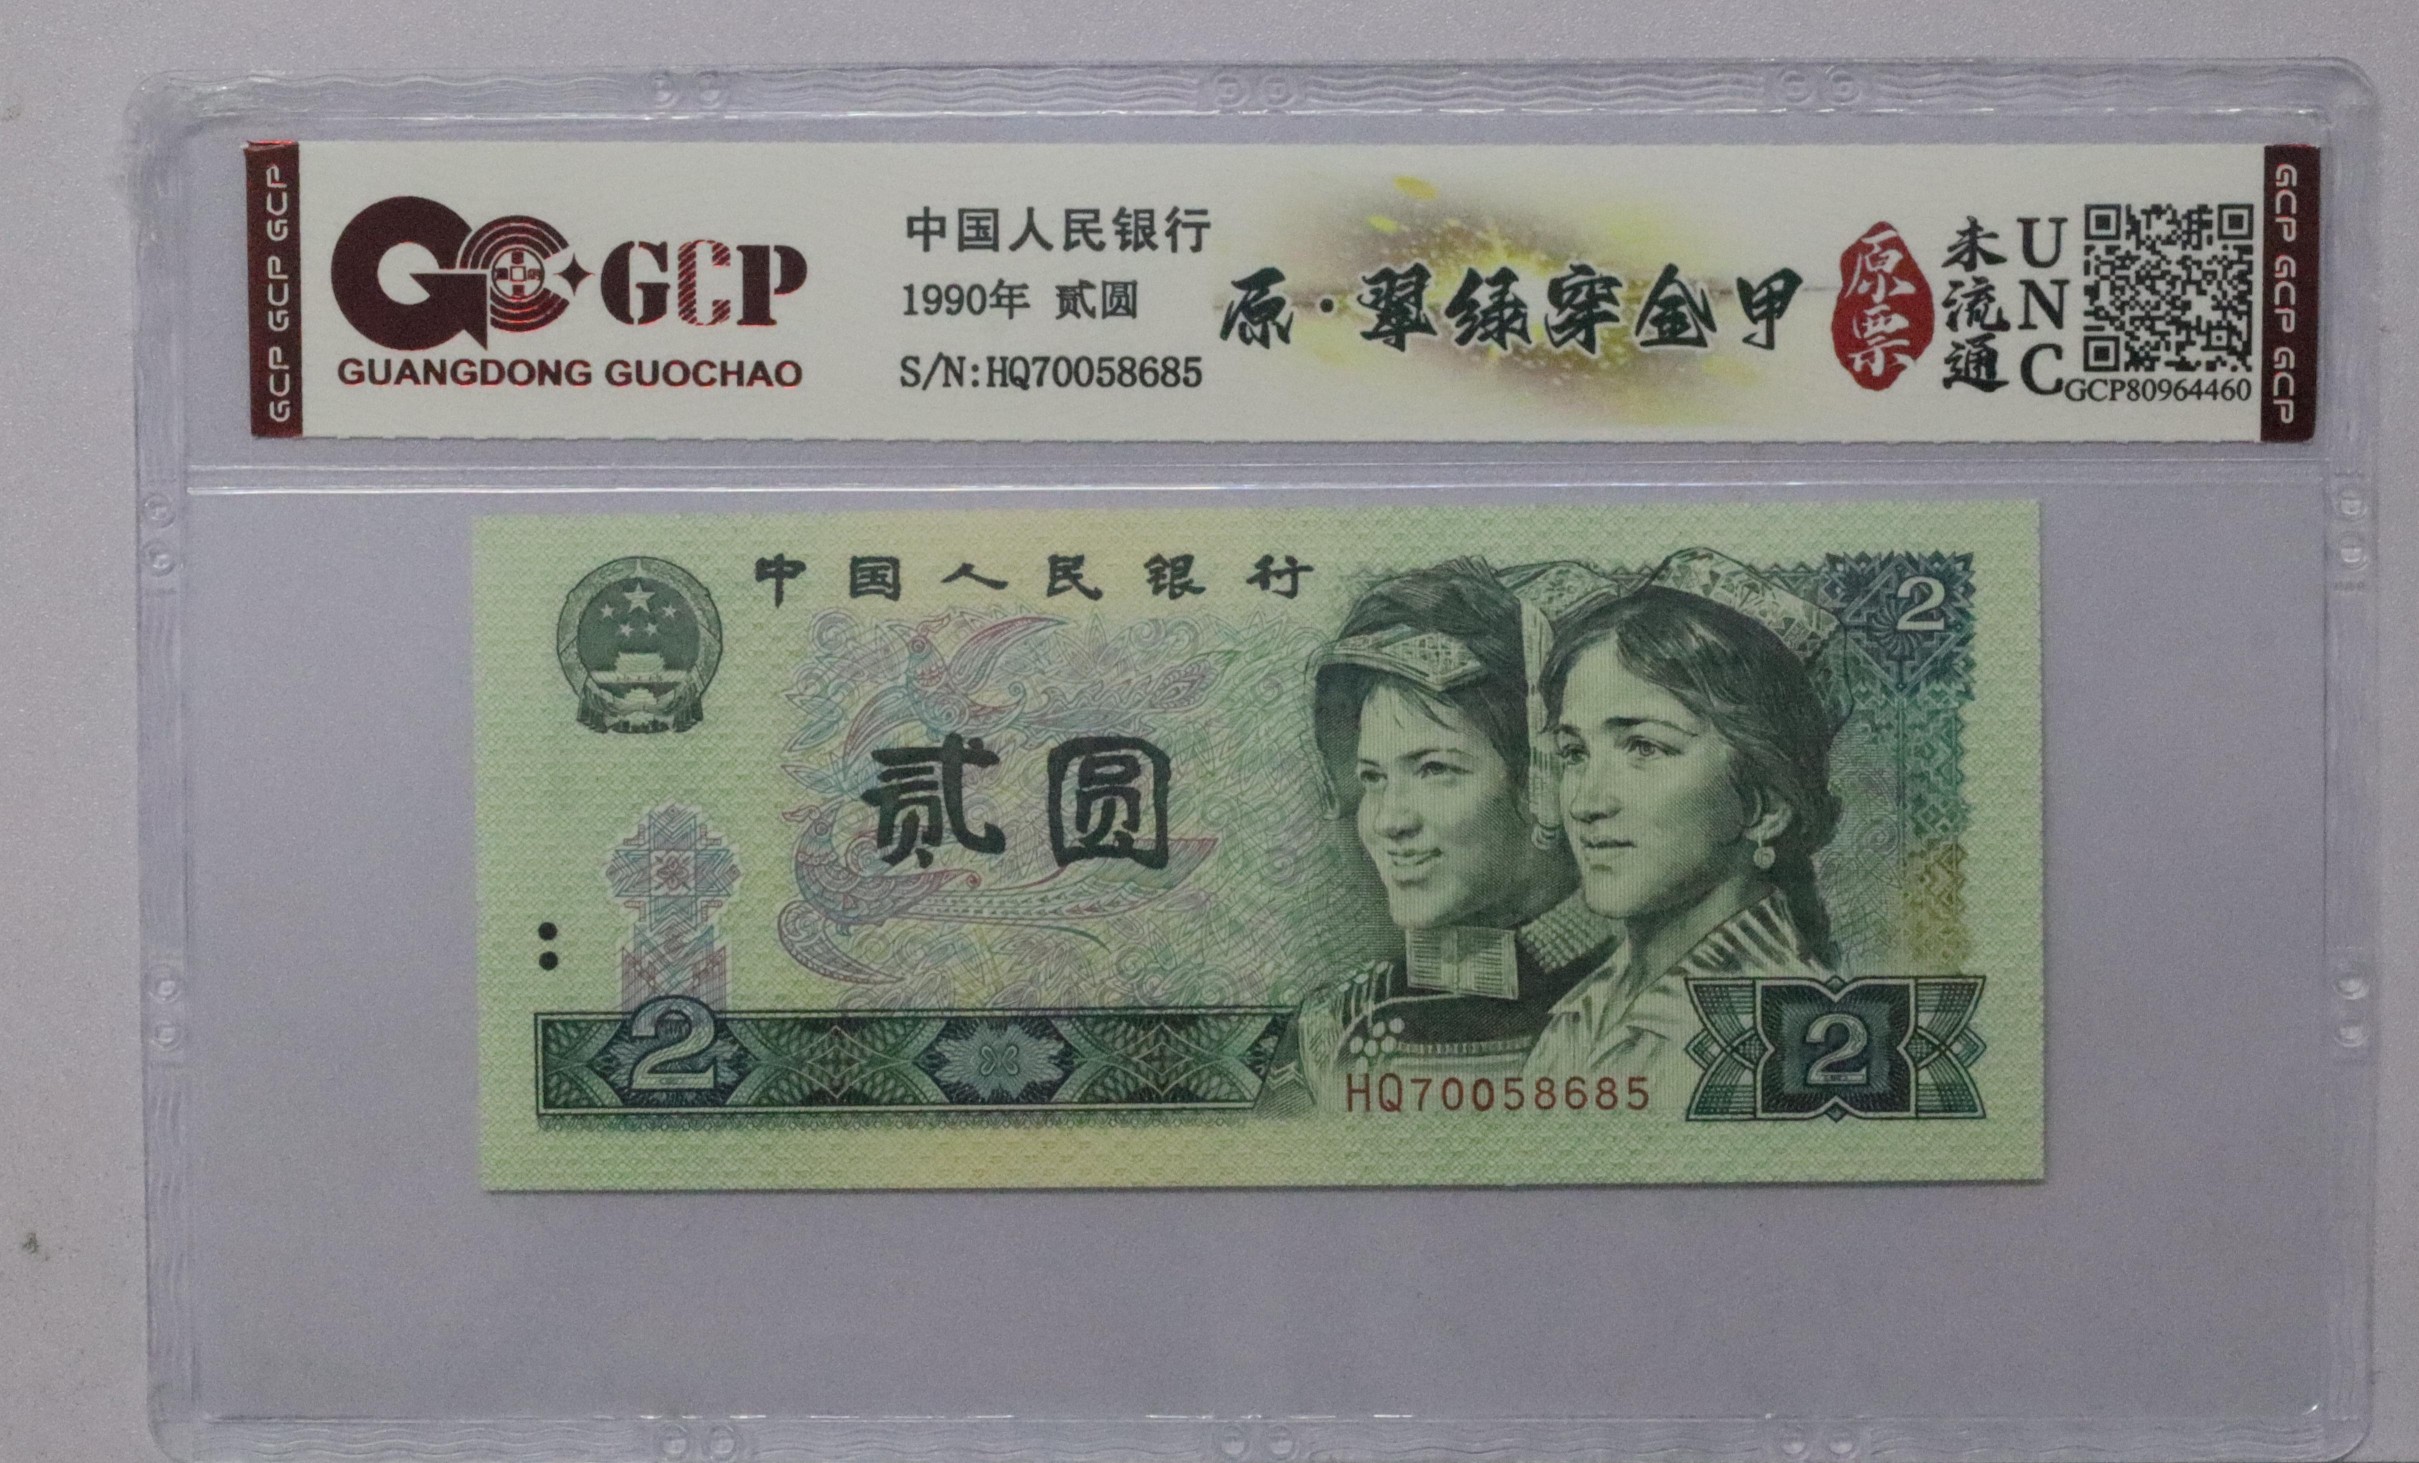 GCP GCP GCP
GCP
GUANGDONG GUOCHAO
中国人民银行
1990年 贰圆
S/N:HQ70058685
原·翠绿穿金甲
原票
未流通
UNC
GCP80964460
GCP GCP GCP
中国人民银行
2
贰圆
2
HQ70058685
2